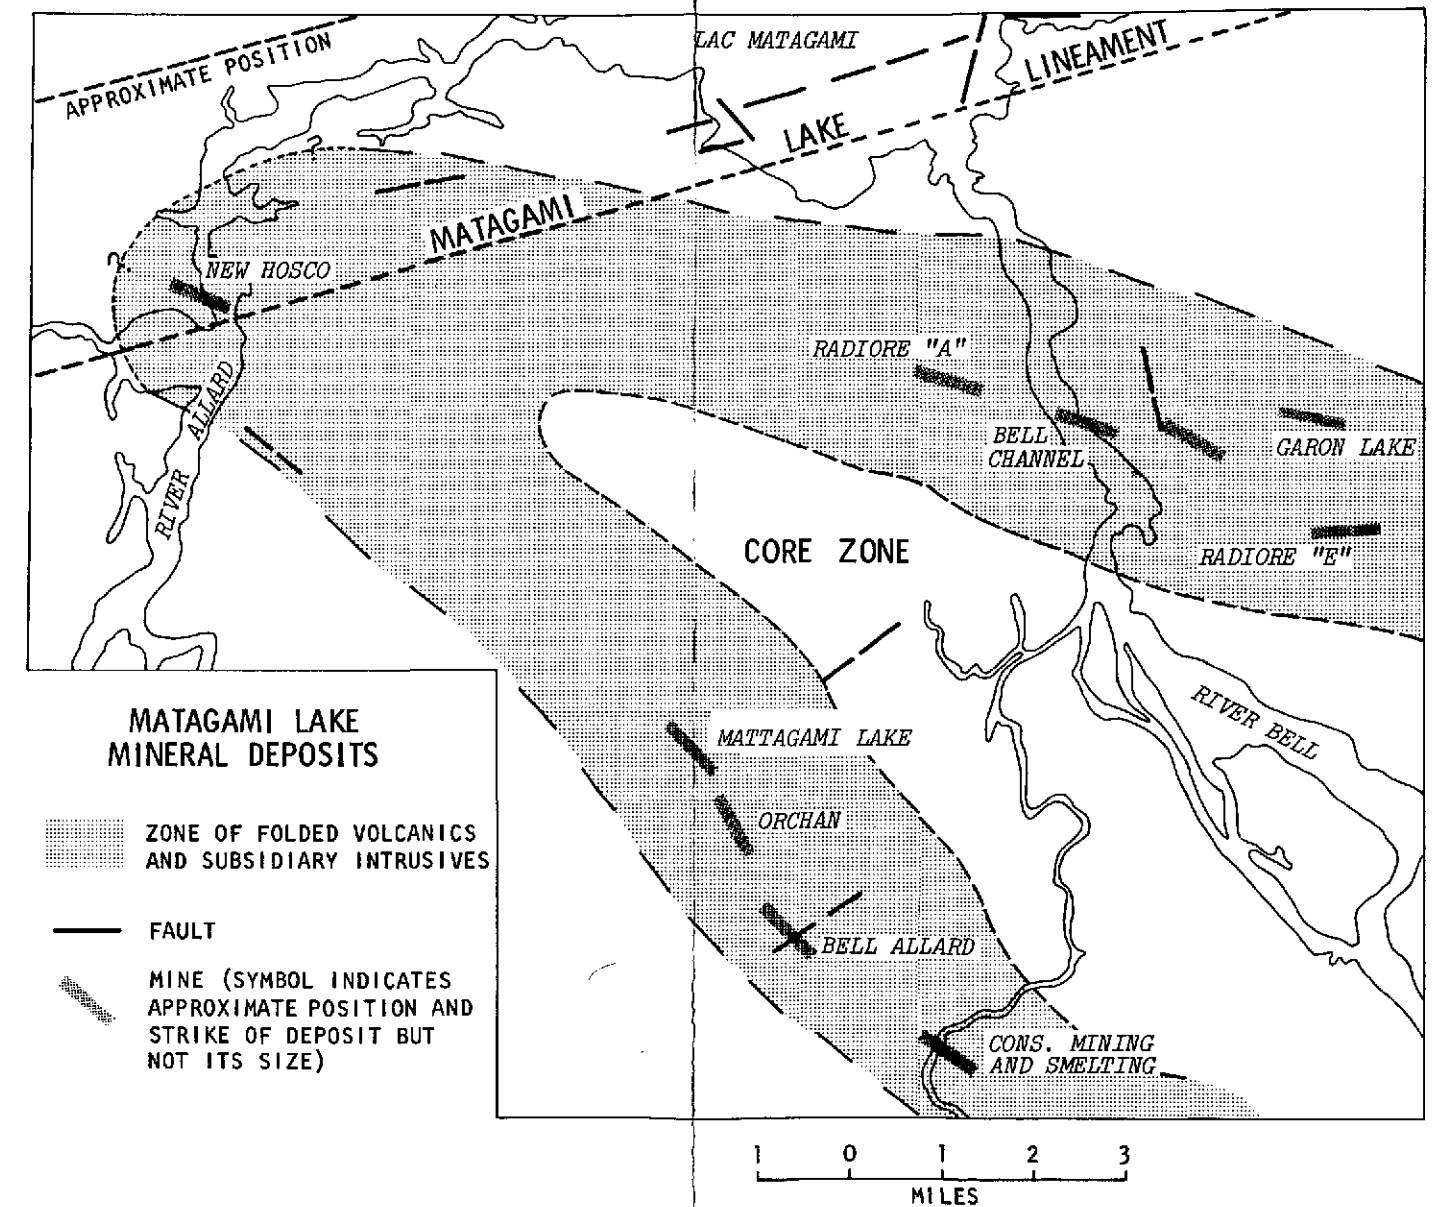 LAC MATAGAMI
APPROXIMATE POSITION
LINEAMENT
LAKE
MATAGAMI
?
?
NEW HOSCO
RADIORE "A"
RIVER ALLARD
BELL
CHANNEL
GARON LAKE
CORE ZONE
RADIORE "E"
RIVER BELL
MATAGAMI LAKE
MINERAL DEPOSITS
MATTAGAMI LAKE
ORCHAN
ZONE OF FOLDED VOLCANICS
AND SUBSIDIARY INTRUSIVES
FAULT
BELL ALLARD
MINE (SYMBOL INDICATES
APPROXIMATE POSITION AND
STRIKE OF DEPOSIT BUT
NOT ITS SIZE)
CONS. MINING
AND SMELTING
1 0 1 2 3
MILES